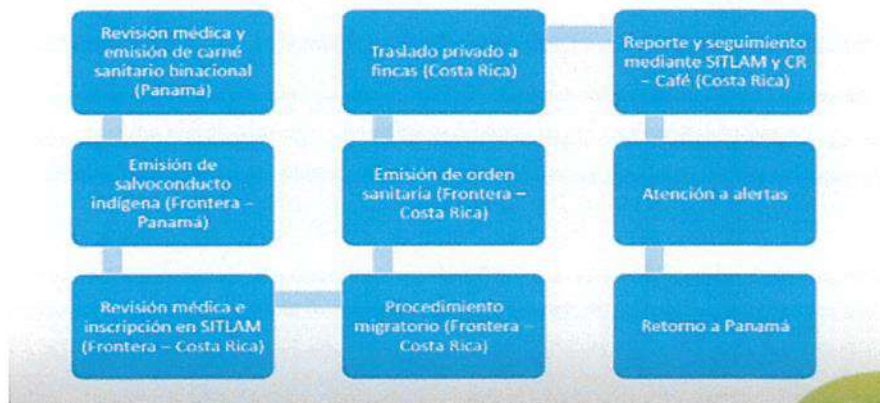 Revisión médica y
emisión de carné
sanitario binacional
(Panamá)
Emisión de
salvoconducto
indígena (Frontera –
Panamá)
Revisión médica e
inscripción en SITLAM
(Frontera – Costa Rica)
Procedimiento
migratorio (Frontera –
Costa Rica)
Emisión de orden
sanitaria (Frontera –
Costa Rica)
Traslado privado a
fincas (Costa Rica)
Reporte y seguimiento
mediante SITLAM y CR
– Café (Costa Rica)
Atención a alertas
Retorno a Panamá